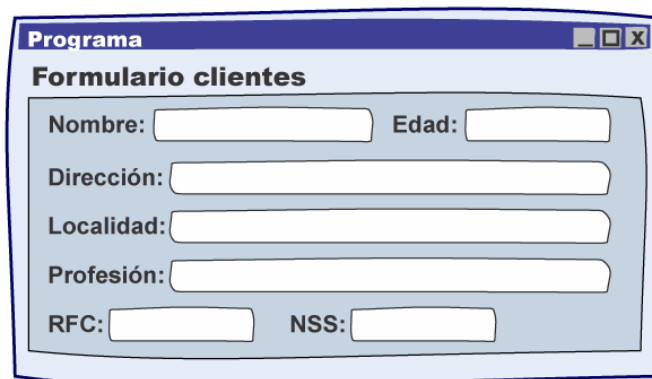 Programa
Formulario clientes
Nombre: Edad:
Dirección:
Localidad:
Profesión:
RFC: NSS: